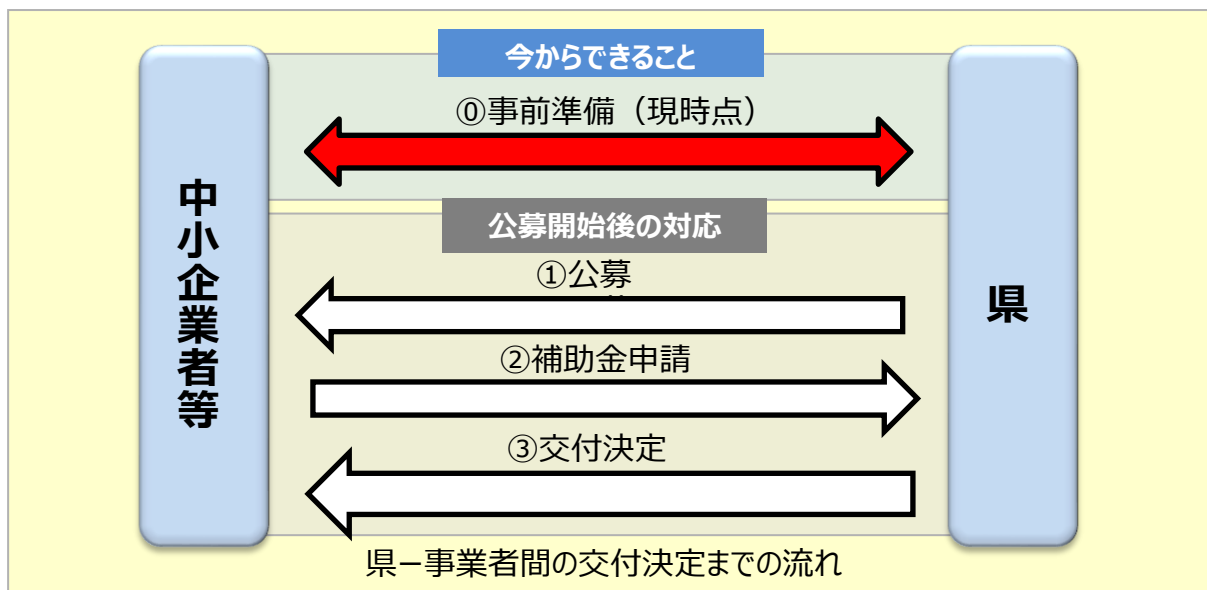 今からできること
⓪事前準備（現時点）
中小企業者等
県
公募開始後の対応
①公募
②補助金申請
③交付決定
県－事業者間の交付決定までの流れ